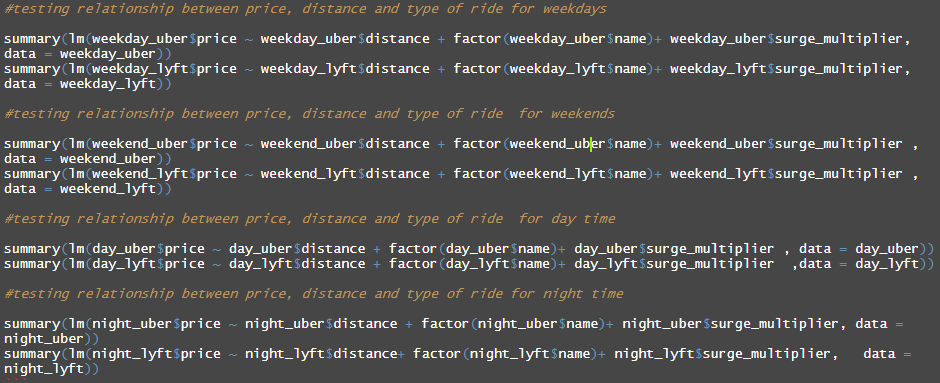 #testing relationship between price, distance and type of ride for weekdays
summary(lm(weekday_uber$price ~ weekday_uber$distance + factor(weekday_uber$name)+ weekday_uber$surge_multiplier,
data = weekday_uber))
summary(lm(weekday_lyft$price ~ weekday_lyft$distance + factor(weekday_lyft$name)+ weekday_lyft$surge_multiplier,
data = weekday_lyft))
#testing relationship between price, distance and type of ride  for weekends
summary(lm(weekend_uber$price ~ weekend_uber$distance + factor(weekend_uber$name)+ weekend_uber$surge_multiplier ,
data = weekend_uber))
summary(lm(weekend_lyft$price ~ weekend_lyft$distance + factor(weekend_lyft$name)+ weekend_lyft$surge_multiplier ,
data = weekend_lyft))
#testing relationship between price, distance and type of ride  for day time
summary(lm(day_uber$price ~ day_uber$distance + factor(day_uber$name)+ day_uber$surge_multiplier , data = day_uber))
summary(lm(day_lyft$price ~ day_lyft$distance + factor(day_lyft$name)+ day_lyft$surge_multiplier  ,data = day_lyft))
#testing relationship between price, distance and type of ride for night time
summary(lm(night_uber$price ~ night_uber$distance + factor(night_uber$name)+ night_uber$surge_multiplier, data =
night_uber))
summary(lm(night_lyft$price ~ night_lyft$distance+ factor(night_lyft$name)+ night_lyft$surge_multiplier,   data =
night_lyft))